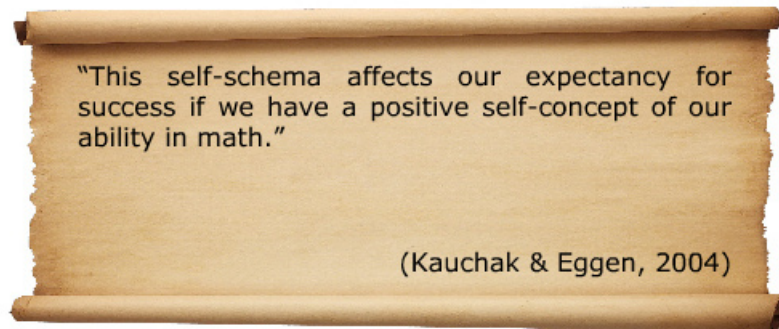 “This self-schema affects our expectancy for
success if we have a positive self-concept of our
ability in math.”
(Kauchak & Eggen, 2004)